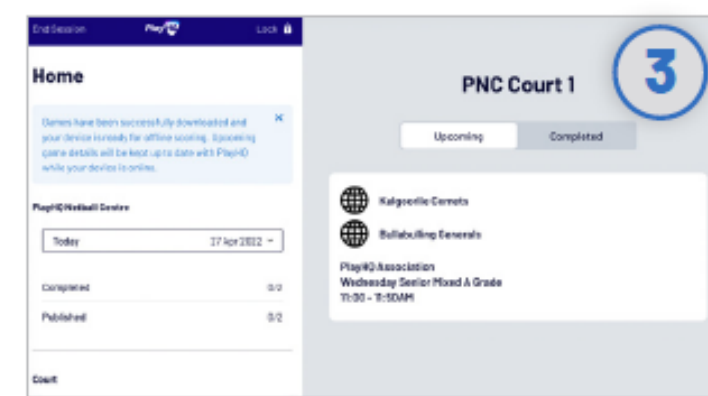 End Session
PlayHQ
Lock
Home
Games have been successfully downloaded and
your device is ready for offline scoring. Upcoming
game details will be kept up to date with PlayHQ
while your device is online.
PlayHQ Netball Centre
Today 27 Apr 2022
Completed 0/2
Published 0/2
Court
3
PNC Court 1
Upcoming Completed
Kalgoorlie Comets
Bullabulling Generals
PlayHQ Association
Wednesday Senior Mixed A Grade
11:00 - 11:50AM